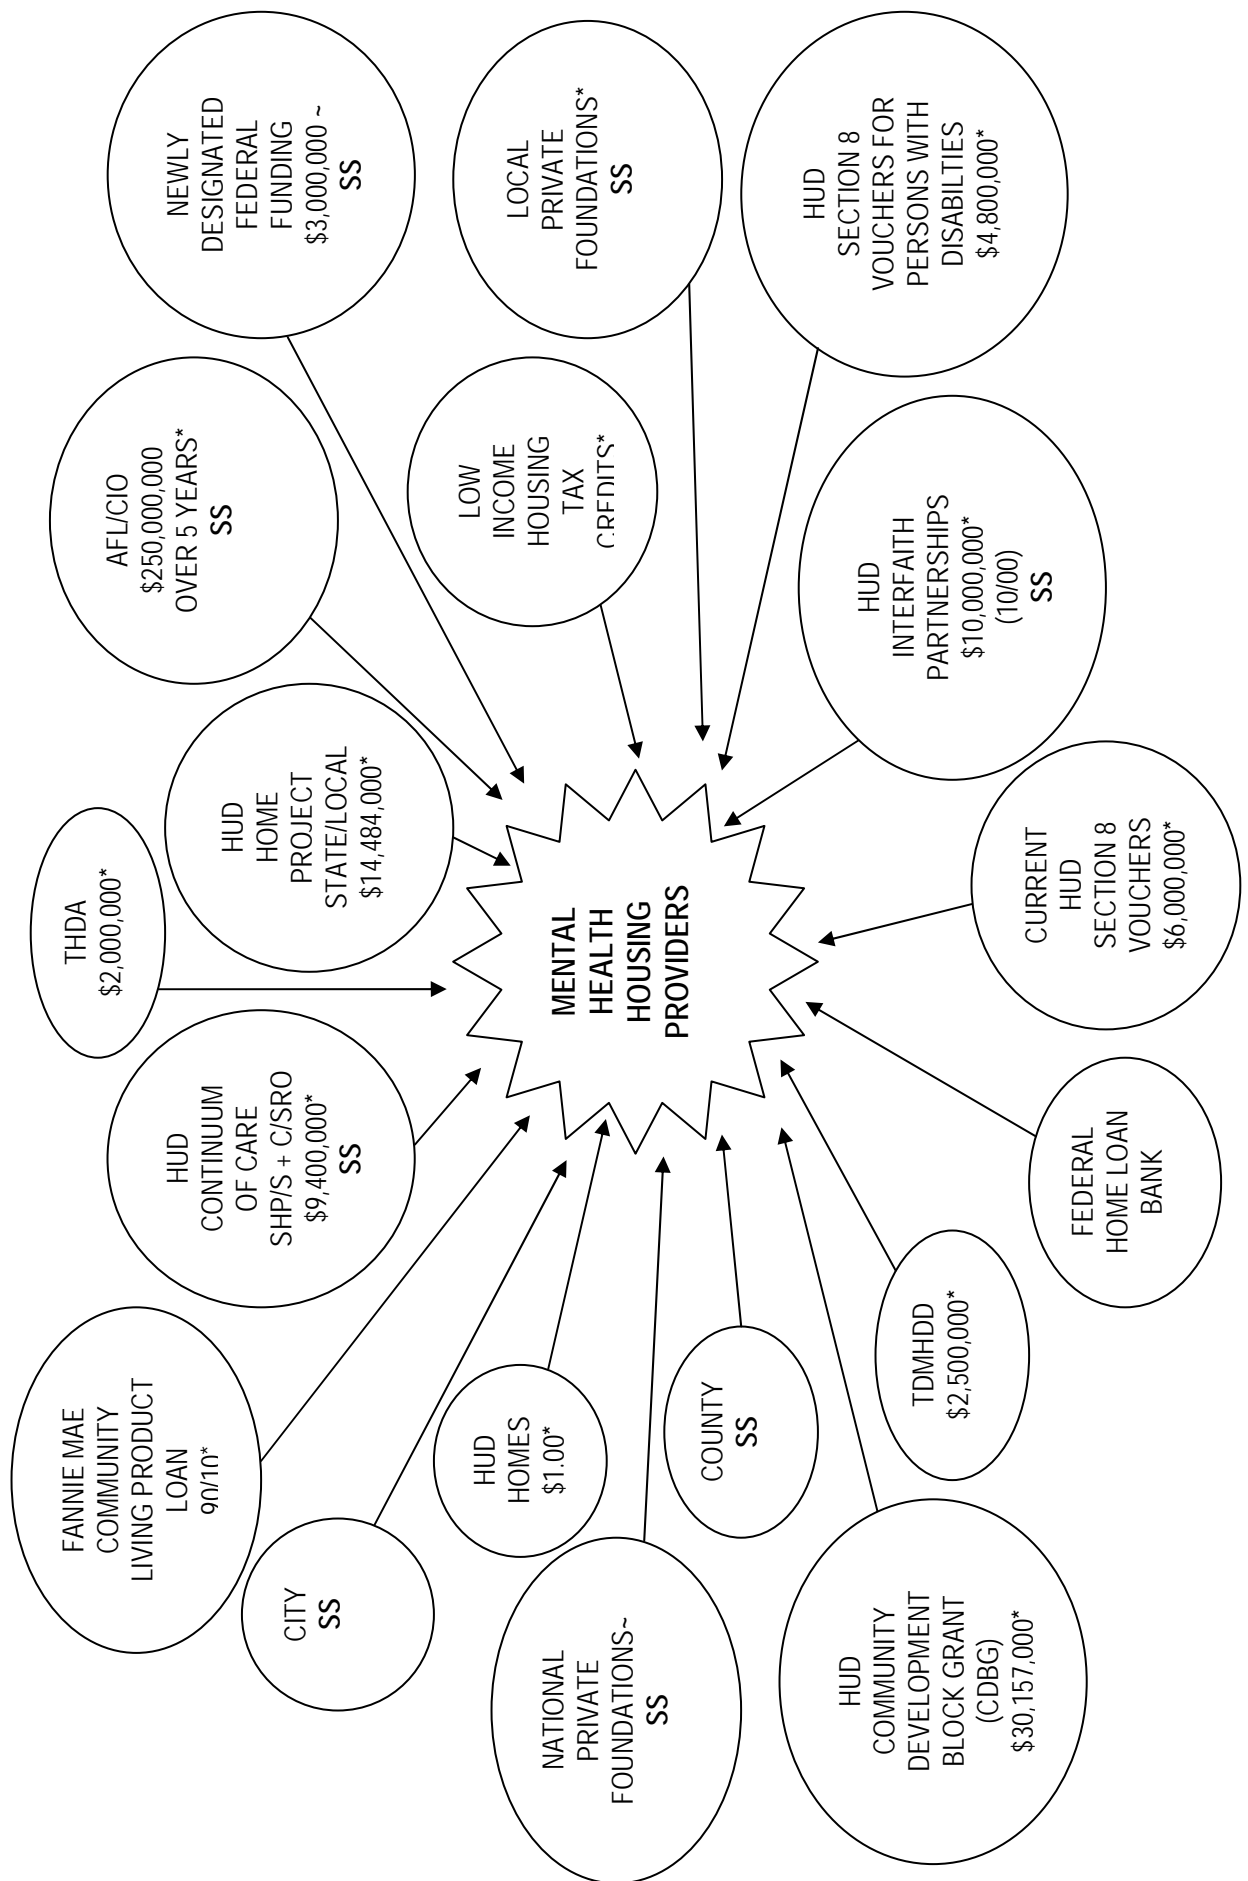 FANNIE MAE
COMMUNITY
LIVING PRODUCT
LOAN
90/10*
THDA
$2,000,000*
AFL/CIO
$250,000,000
OVER 5 YEARS*
SS
HUD
CONTINUUM
OF CARE
SHP/S + C/SRO
$9,400,000*
SS
HUD
HOME
PROJECT
STATE/LOCAL
$14,484,000*
NEWLY
DESIGNATED
FEDERAL
FUNDING
$3,000,000 ~
SS
CITY
SS
HUD
HOMES
$1.00*
LOW
INCOME
HOUSING
TAX
CREDITS*
LOCAL
PRIVATE
FOUNDATIONS*
SS
NATIONAL
PRIVATE
FOUNDATIONS~
SS
MENTAL
HEALTH
HOUSING
PROVIDERS
COUNTY
SS
HUD
SECTION 8
VOUCHERS FOR
PERSONS WITH
DISABILTIES
$4,800,000*
HUD
COMMUNITY
DEVELOPMENT
BLOCK GRANT
(CDBG)
$30,157,000*
TDMHDD
$2,500,000*
HUD
INTERFAITH
PARTNERSHIPS
$10,000,000*
(10/00)
SS
FEDERAL
HOME LOAN
BANK
CURRENT
HUD
SECTION 8
VOUCHERS
$6,000,000*